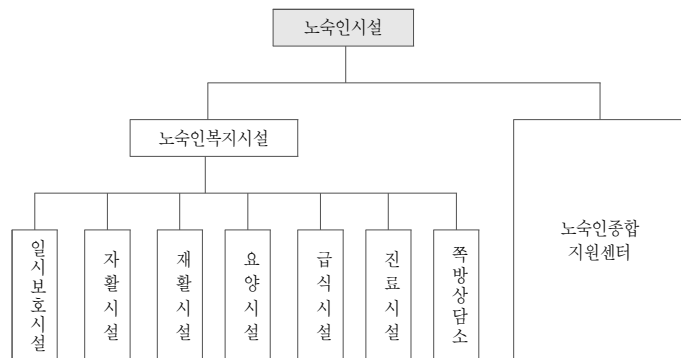 노숙인시설
노숙인복지시설
노숙인종합
지원센터
일시보호시설
자활시설
재활시설
요양시설
급식시설
진료시설
쪽방상담소